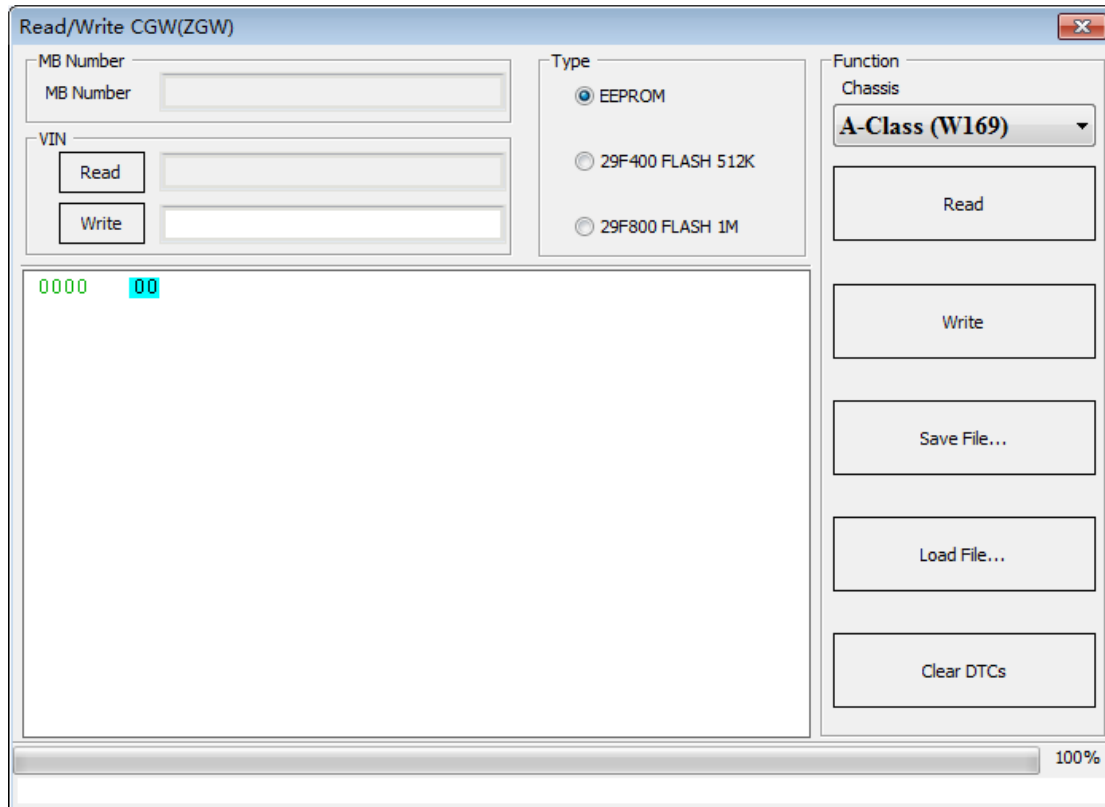 Read/Write CGW(ZGW)
MB Number
MB Number
VIN
Read
Write
Type
EEPROM
29F400 FLASH 512K
29F800 FLASH 1M
Function
Chassis
A-Class (W169)
Read
Write
Save File...
Load File...
Clear DTCs
0000 00
100%